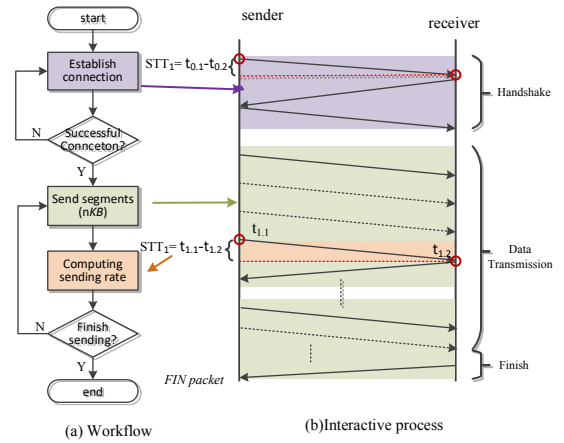 start
Establish
connection
Successful
Conncetion?
N
Y
Send segments
(nKB)
Computing
sending rate
N
Finish
sending?
Y
end
(a) Workflow
sender
receiver
STT₁= t₀.₁-t₀.₂
Handshake
t₁.₁
STT₁= t₁.₁-t₁.₂
t₁.₂
Data
Transmission
FIN packet
Finish
(b)Interactive process